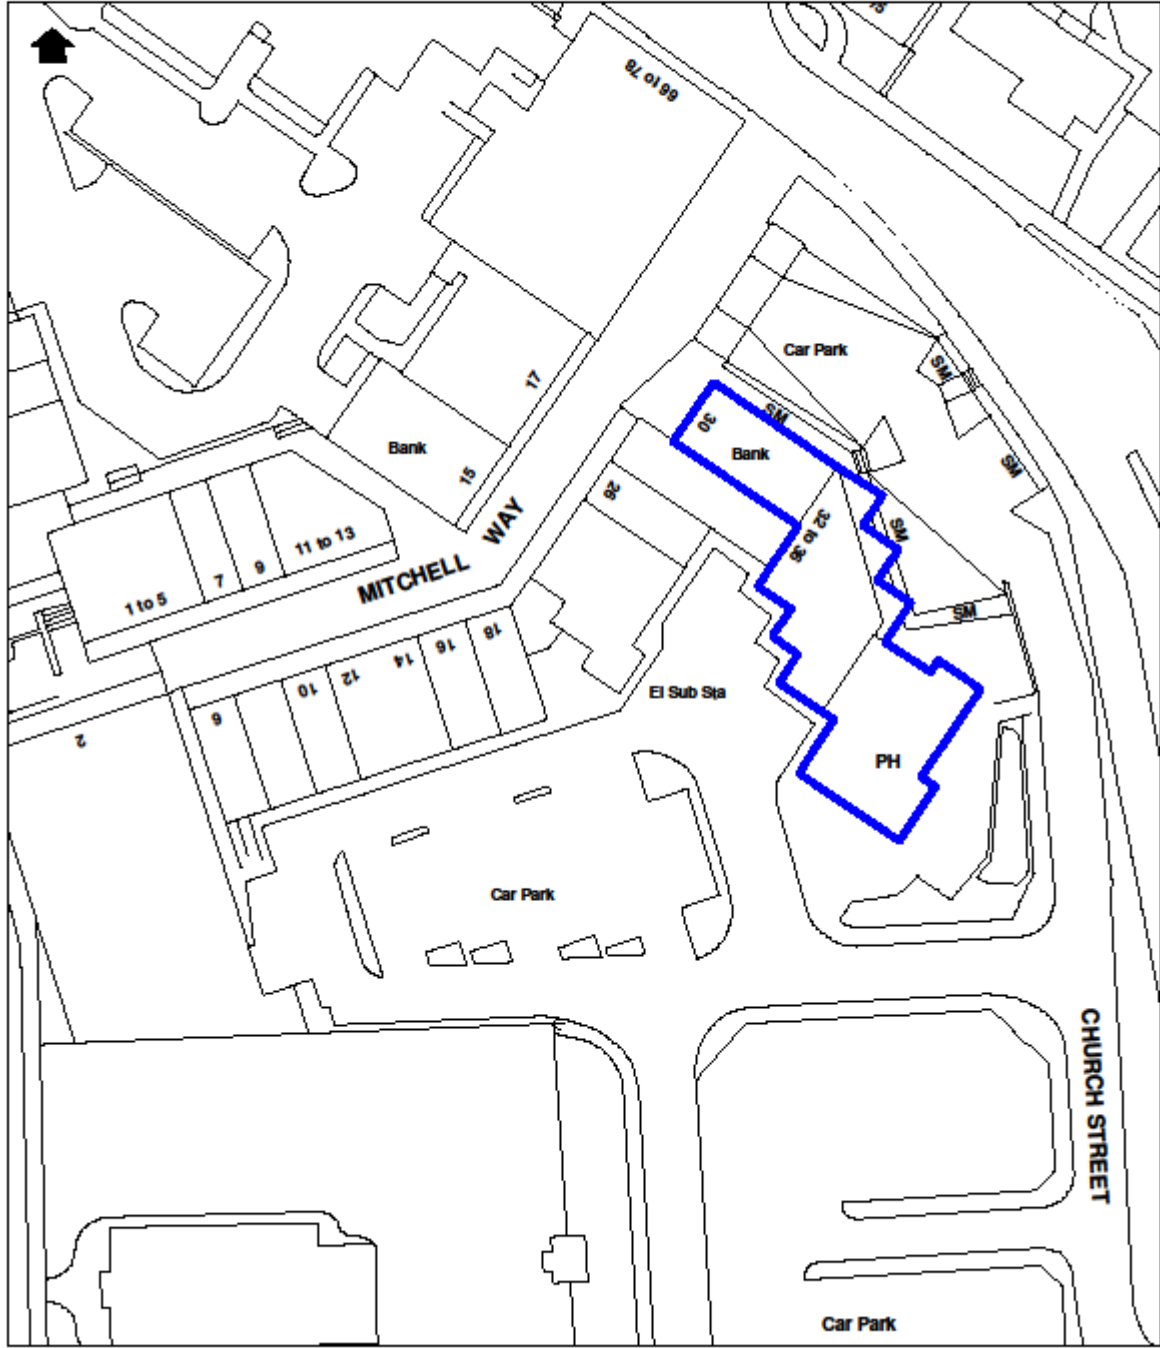 15
66 to 78
Car Park
SM
17
SM
30
Bank
Bank
SM
15
26
WAY
32 to 36
SM
11 to 13
9
7
MITCHELL
1 to 5
SM
18
16
14
12
10
6
El Sub Sta
2
PH
Car Park
CHURCH STREET
Car Park